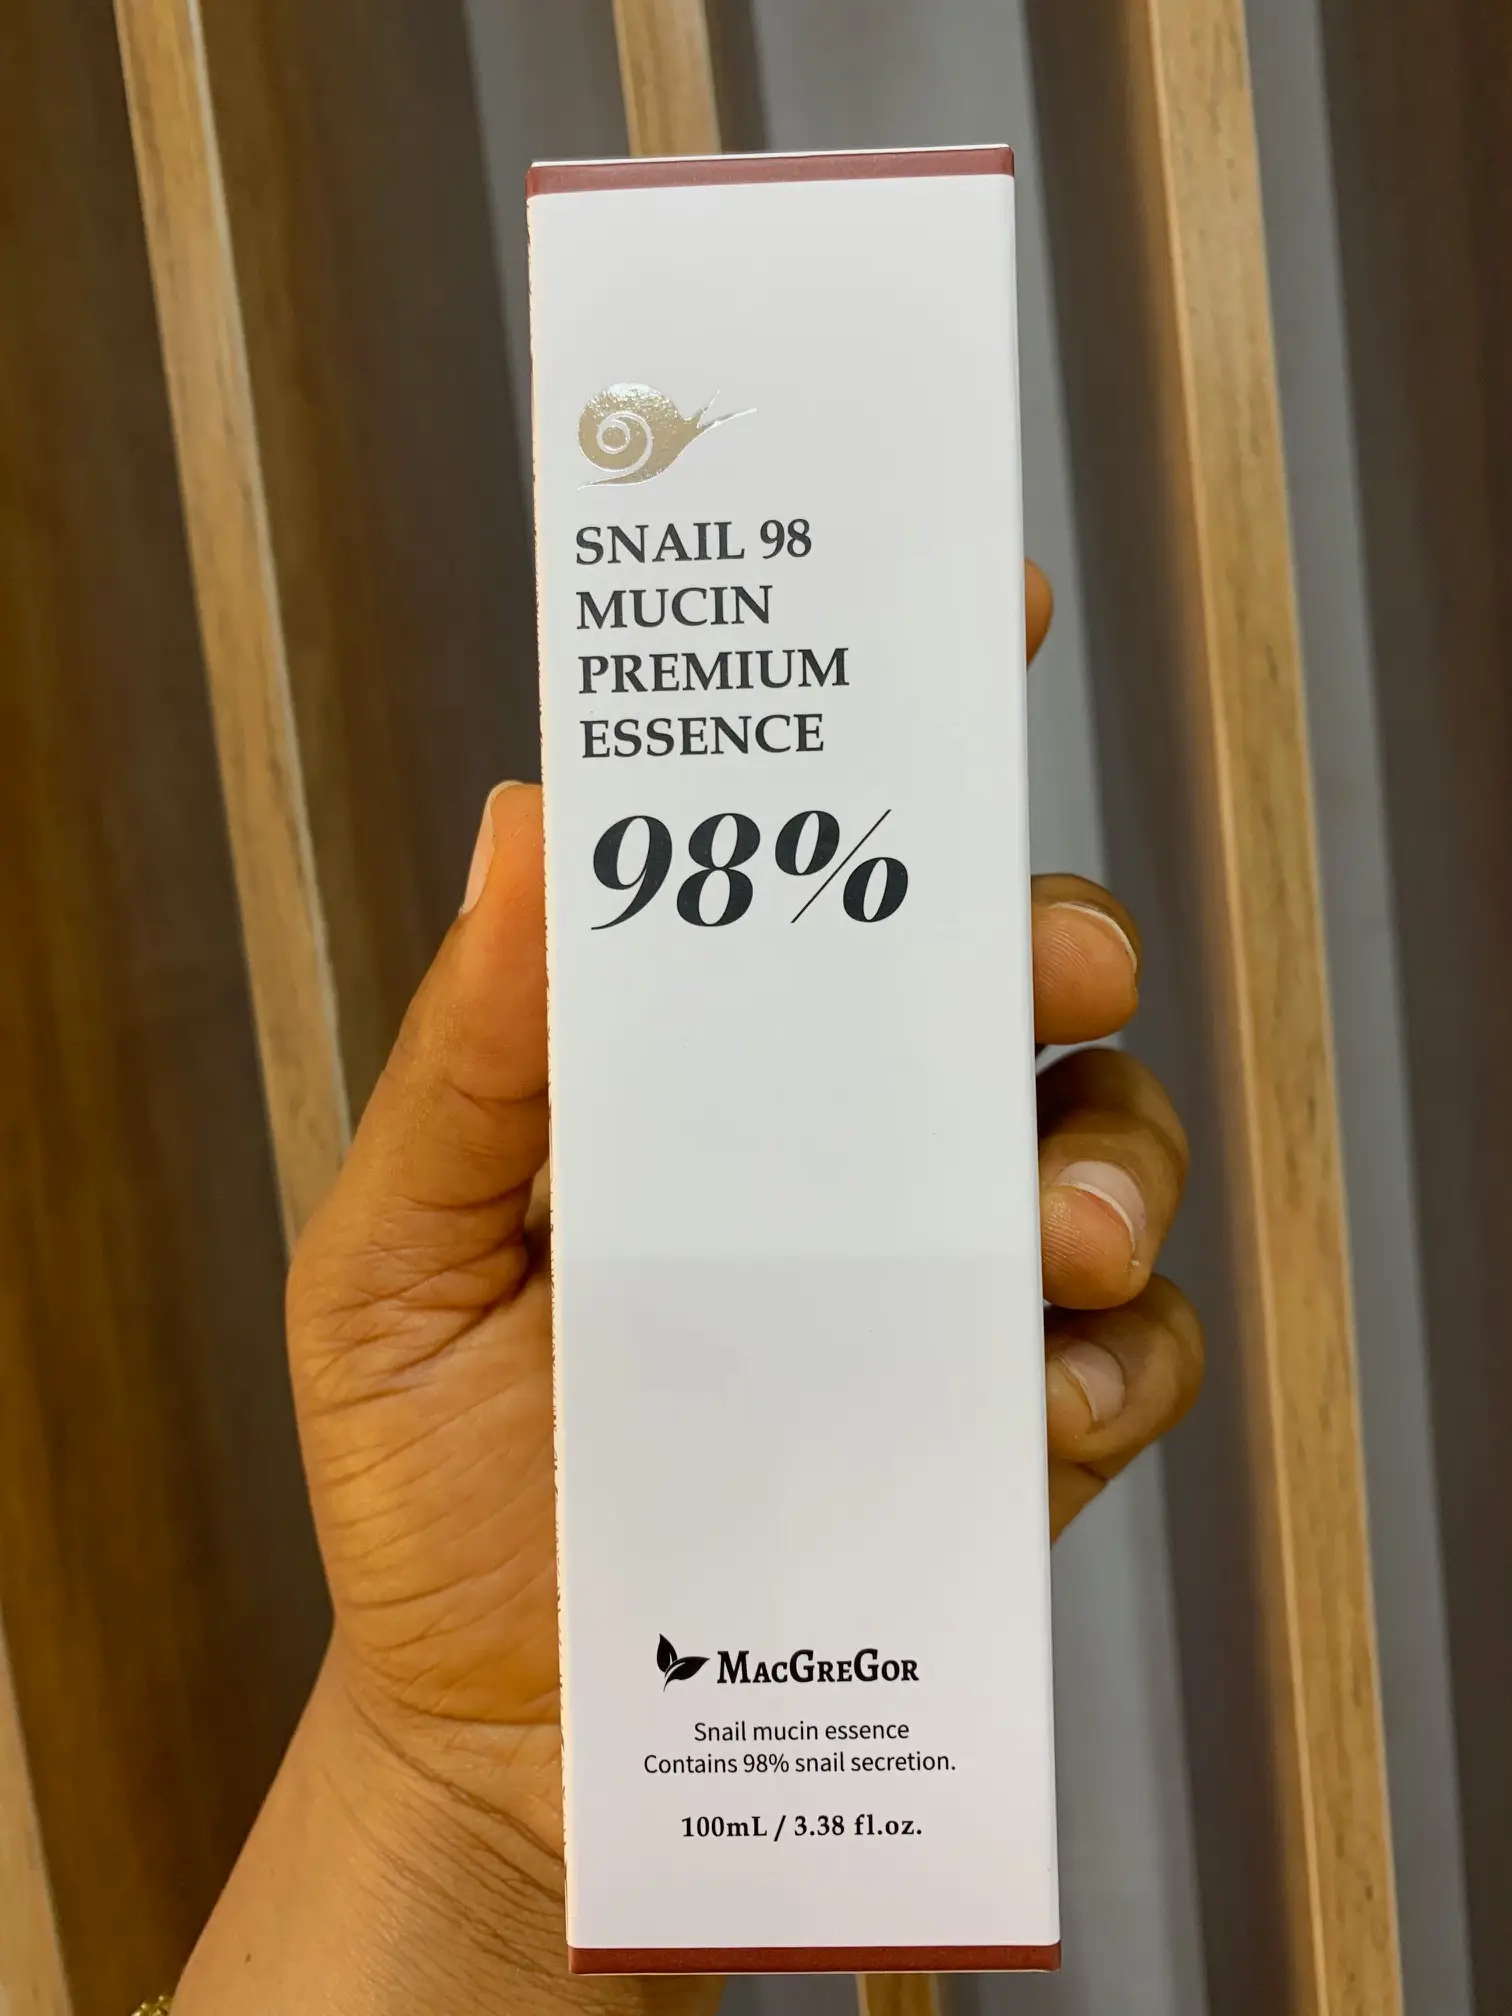 SNAIL 98
MUCIN
PREMIUM
ESSENCE
98%
MACGREGOR
Snail mucin essence
Contains 98% snail secretion.
100mL / 3.38 fl.oz.